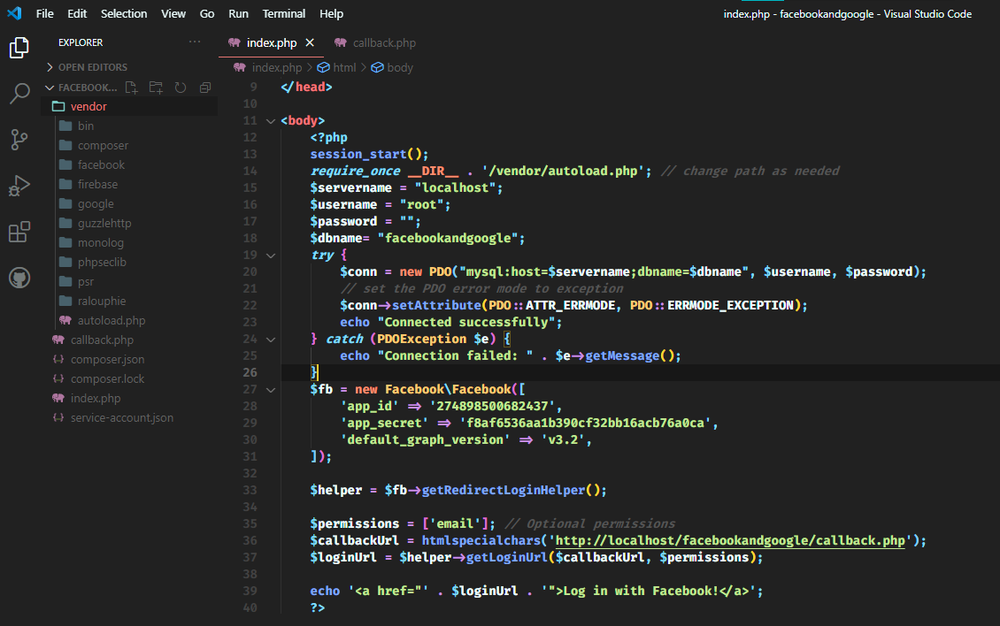 File Edit Selection View Go Run Terminal Help
index.php - facebookandgoogle - Visual Studio Code
EXPLORER ···
OPEN EDITORS
FACEBOOK...
vendor
bin
composer
facebook
firebase
google
guzzlehttp
monolog
phpseclib
psr
ralouphie
autoload.php
callback.php
composer.json
composer.lock
index.php
service-account.json
index.php callback.php
index.php > html > body
9 </head>
10
11 <body>
12 <?php
13 session_start();
14 require_once __DIR__ . '/vendor/autoload.php'; // change path as needed
15 $servername = "localhost";
16 $username = "root";
17 $password = "";
18 $dbname= "facebookandgoogle";
19 try {
20 $conn = new PDO("mysql:host=$servername;dbname=$dbname", $username, $password);
21 // set the PDO error mode to exception
22 $conn->setAttribute(PDO::ATTR_ERRMODE, PDO::ERRMODE_EXCEPTION);
23 echo "Connected successfully";
24 } catch (PDOException $e) {
25 echo "Connection failed: " . $e->getMessage();
26 }
27 $fb = new Facebook\Facebook([
28 'app_id' => '274898500682437',
29 'app_secret' => 'f8af6536aa1b390cf32bb16acb76a0ca',
30 'default_graph_version' => 'v3.2',
31 ]);
32
33 $helper = $fb->getRedirectLoginHelper();
34
35 $permissions = ['email']; // Optional permissions
36 $callbackUrl = htmlspecialchars('http://localhost/facebookandgoogle/callback.php');
37 $loginUrl = $helper->getLoginUrl($callbackUrl, $permissions);
38
39 echo '<a href="' . $loginUrl . '">Log in with Facebook!</a>';
40 ?>